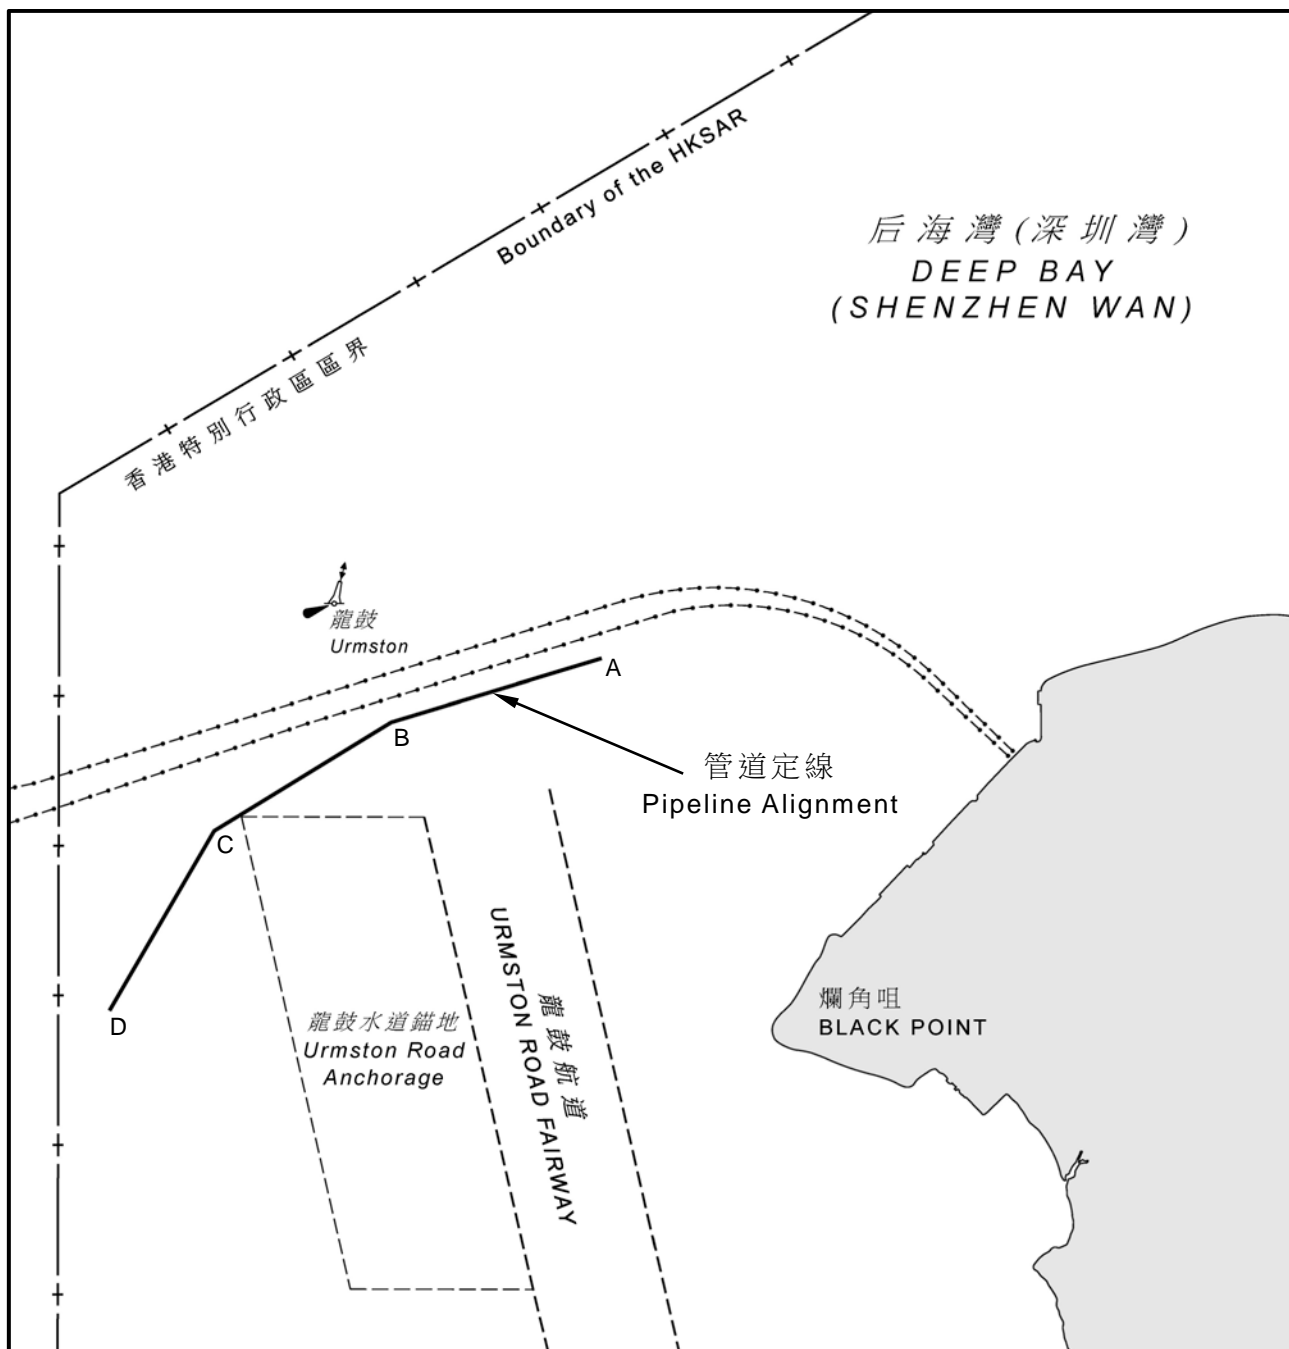 Boundary of the HKSAR
后海灣(深圳灣)
DEEP BAY
(SHENZHEN WAN)
香港特別行政區區界
龍鼓
Urmston
A
B
管道定線
Pipeline Alignment
C
龍鼓航道
URMSTON ROAD FAIRWAY
爛角咀
BLACK POINT
D
龍鼓水道錨地
Urmston Road
Anchorage